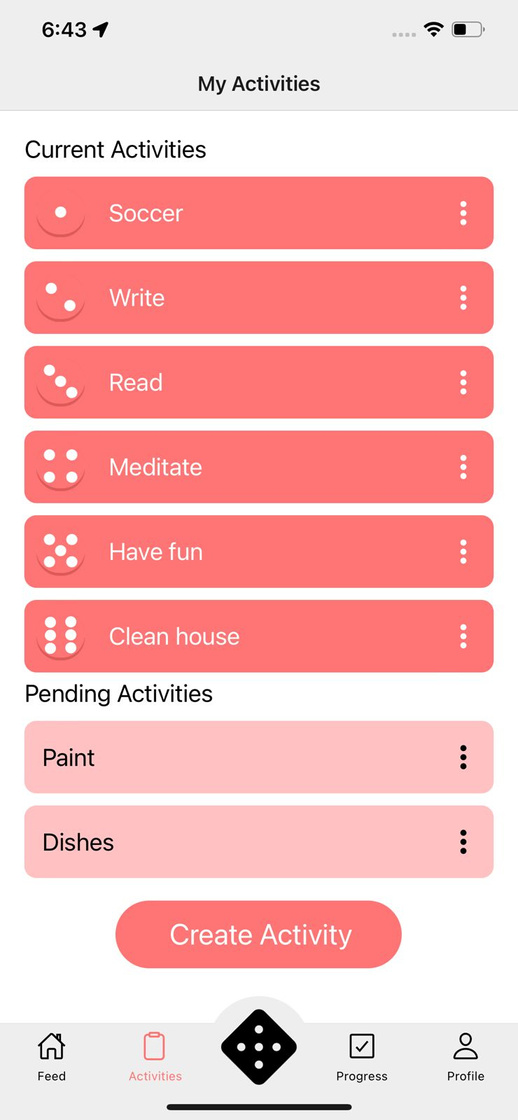 6:43
My Activities
Current Activities
Soccer
Write
Read
Meditate
Have fun
Clean house
Pending Activities
Paint
Dishes
Create Activity
Feed
Activities
Progress
Profile